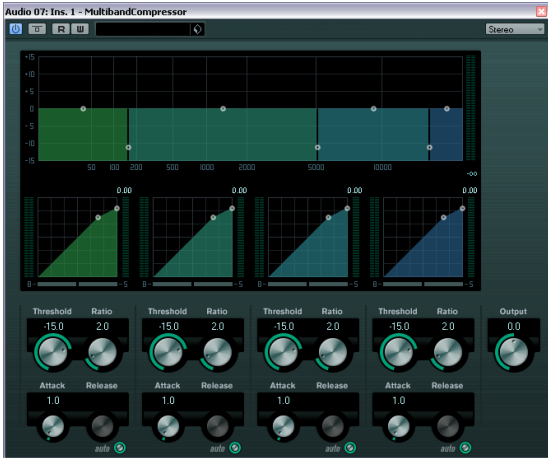 Audio 07: Ins. 1 - MultibandCompressor
R W
Stereo
+15
+10
+ 5
0
- 5
-10
-15
50 100 200 500 1000 2000 5000 10000
-oo
0.00 0.00 0.00 0.00
B S B S B S B S
Threshold Ratio Threshold Ratio Threshold Ratio Threshold Ratio Output
-15.0 2.0 -15.0 2.0 -15.0 2.0 -15.0 2.0 0.0
Attack Release Attack Release Attack Release Attack Release
1.0 1.0 1.0 1.0
auto auto auto auto